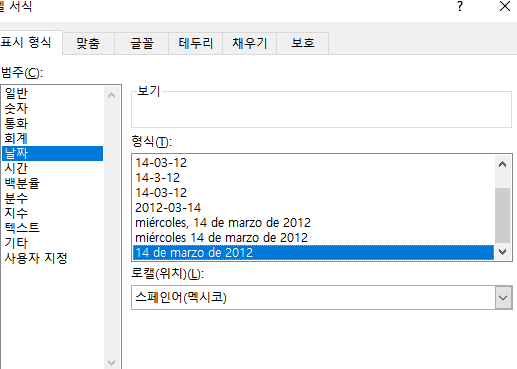 셀 서식
? ×
표시 형식 맞춤 글꼴 테두리 채우기 보호
범주(C):
일반
숫자
통화
회계
날짜
시간
백분율
분수
지수
텍스트
기타
사용자 지정
보기
형식(T):
14-03-12
14-3-12
14-03-12
2012-03-14
miércoles, 14 de marzo de 2012
miércoles 14 de marzo de 2012
14 de marzo de 2012
로캘(위치)(L):
스페인어(멕시코)